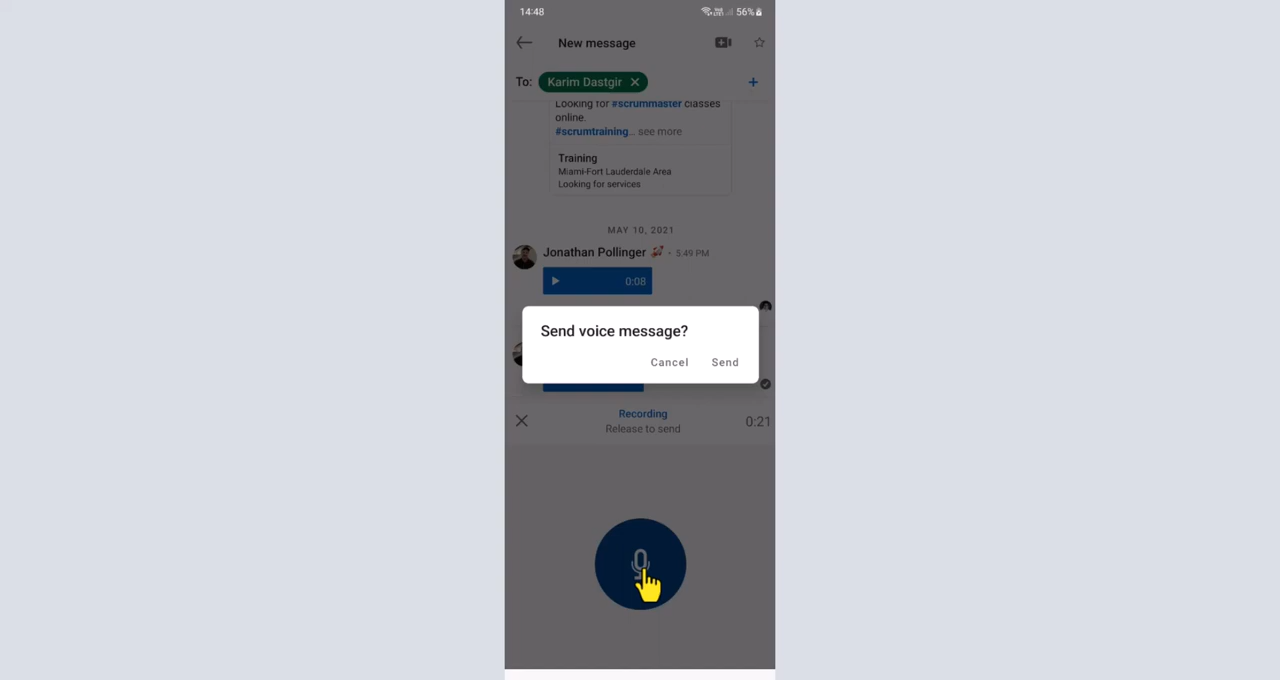 14:48
56%
New message
To: Karim Dastgir
Looking for #scrummaster classes
online.
#scrumtraining... see more
Training
Miami-Fort Lauderdale Area
Looking for services
MAY 10, 2021
Jonathan Pollinger 🚀 • 5:49 PM
0:08
Send voice message?
Cancel Send
Recording
Release to send
0:21